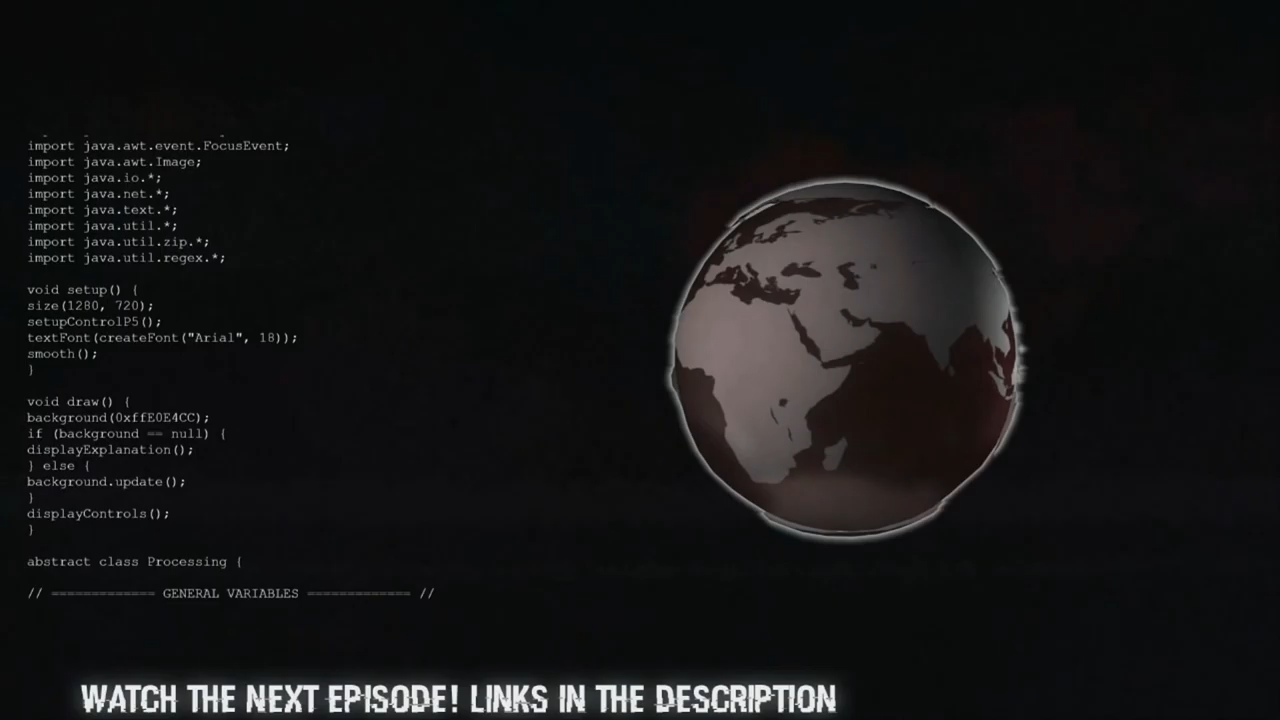 import java.awt.event.FocusEvent;
import java.awt.Image;
import java.io.*;
import java.net.*;
import java.text.*;
import java.util.*;
import java.util.zip.*;
import java.util.regex.*;
void setup() {
size(1280, 720);
setupControlP5();
textFont(createFont("Arial", 18));
smooth();
}
void draw() {
background(0xffE0E4CC);
if (background == null) {
displayExplanation();
} else {
background.update();
}
displayControls();
}
abstract class Processing {
// ============= GENERAL VARIABLES ============= //
WATCH THE NEXT EPISODE! LINKS IN THE DESCRIPTION